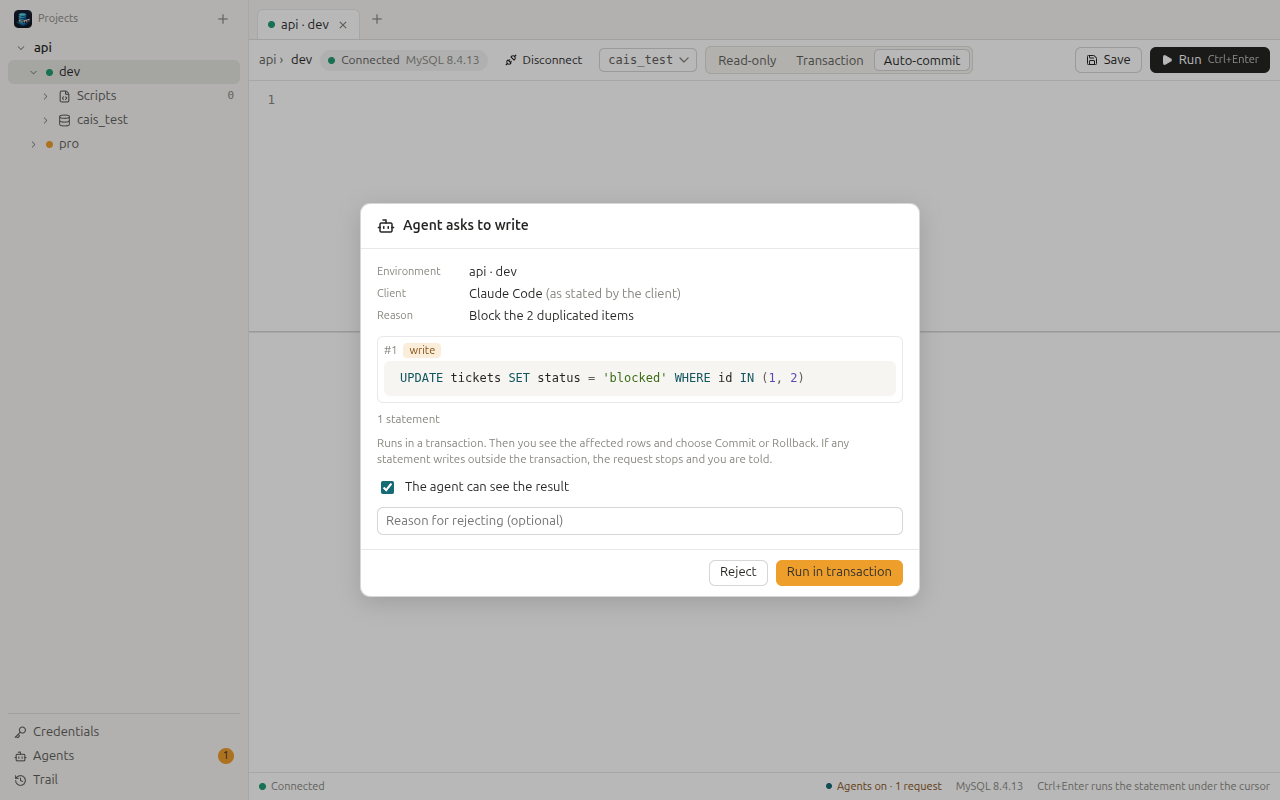 Projects
api · dev
api
dev
Scripts 0
cais_test
pro
api › dev Connected MySQL 8.4.13 Disconnect cais_test Read-only Transaction Auto-commit Save Run Ctrl+Enter
1
Agent asks to write
Environment api · dev
Client Claude Code (as stated by the client)
Reason Block the 2 duplicated items
#1 write
UPDATE tickets SET status = 'blocked' WHERE id IN (1, 2)
1 statement
Runs in a transaction. Then you see the affected rows and choose Commit or Rollback. If any
statement writes outside the transaction, the request stops and you are told.
The agent can see the result
Reason for rejecting (optional)
Reject Run in transaction
Credentials
Agents 1
Trail
Connected Agents on · 1 request MySQL 8.4.13 Ctrl+Enter runs the statement under the cursor